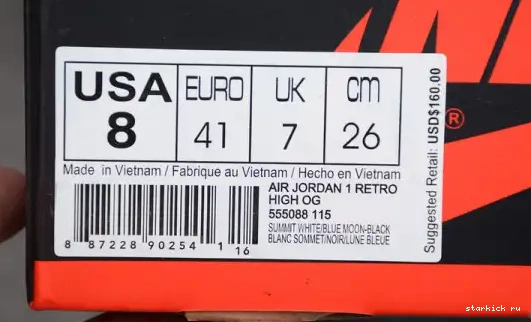 USA EURO UK cm
8 41 7 26
Made in Vietnam / Fabrique au Vietnam / Hecho en Vietnam
AIR JORDAN 1 RETRO
HIGH OG
555088 115
SUMMIT WHITE/BLUE MOON-BLACK
BLANC SOMMET/NOIR/LUNE BLEUE
8 87228 90254 1
16
Suggested Retail: USD$160.00
®
starkick.ru